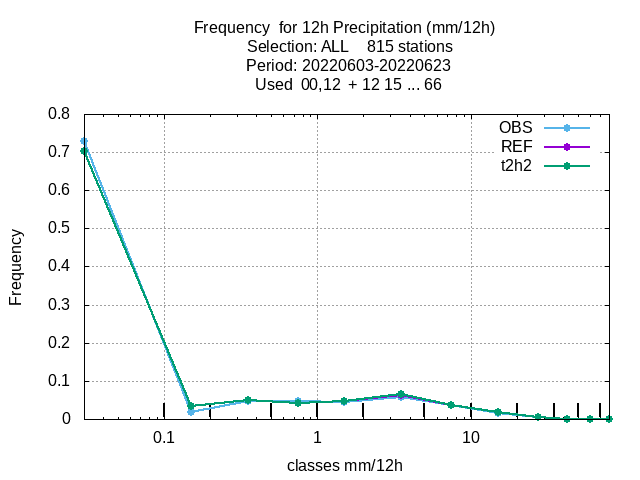 Frequency  for 12h Precipitation (mm/12h)
Selection: ALL    815 stations
Period: 20220603-20220623
Used  00,12  + 12 15 ... 66
OBS
REF
t2h2
Frequency
0.8
0.7
0.6
0.5
0.4
0.3
0.2
0.1
0
0.1
1
10
classes mm/12h